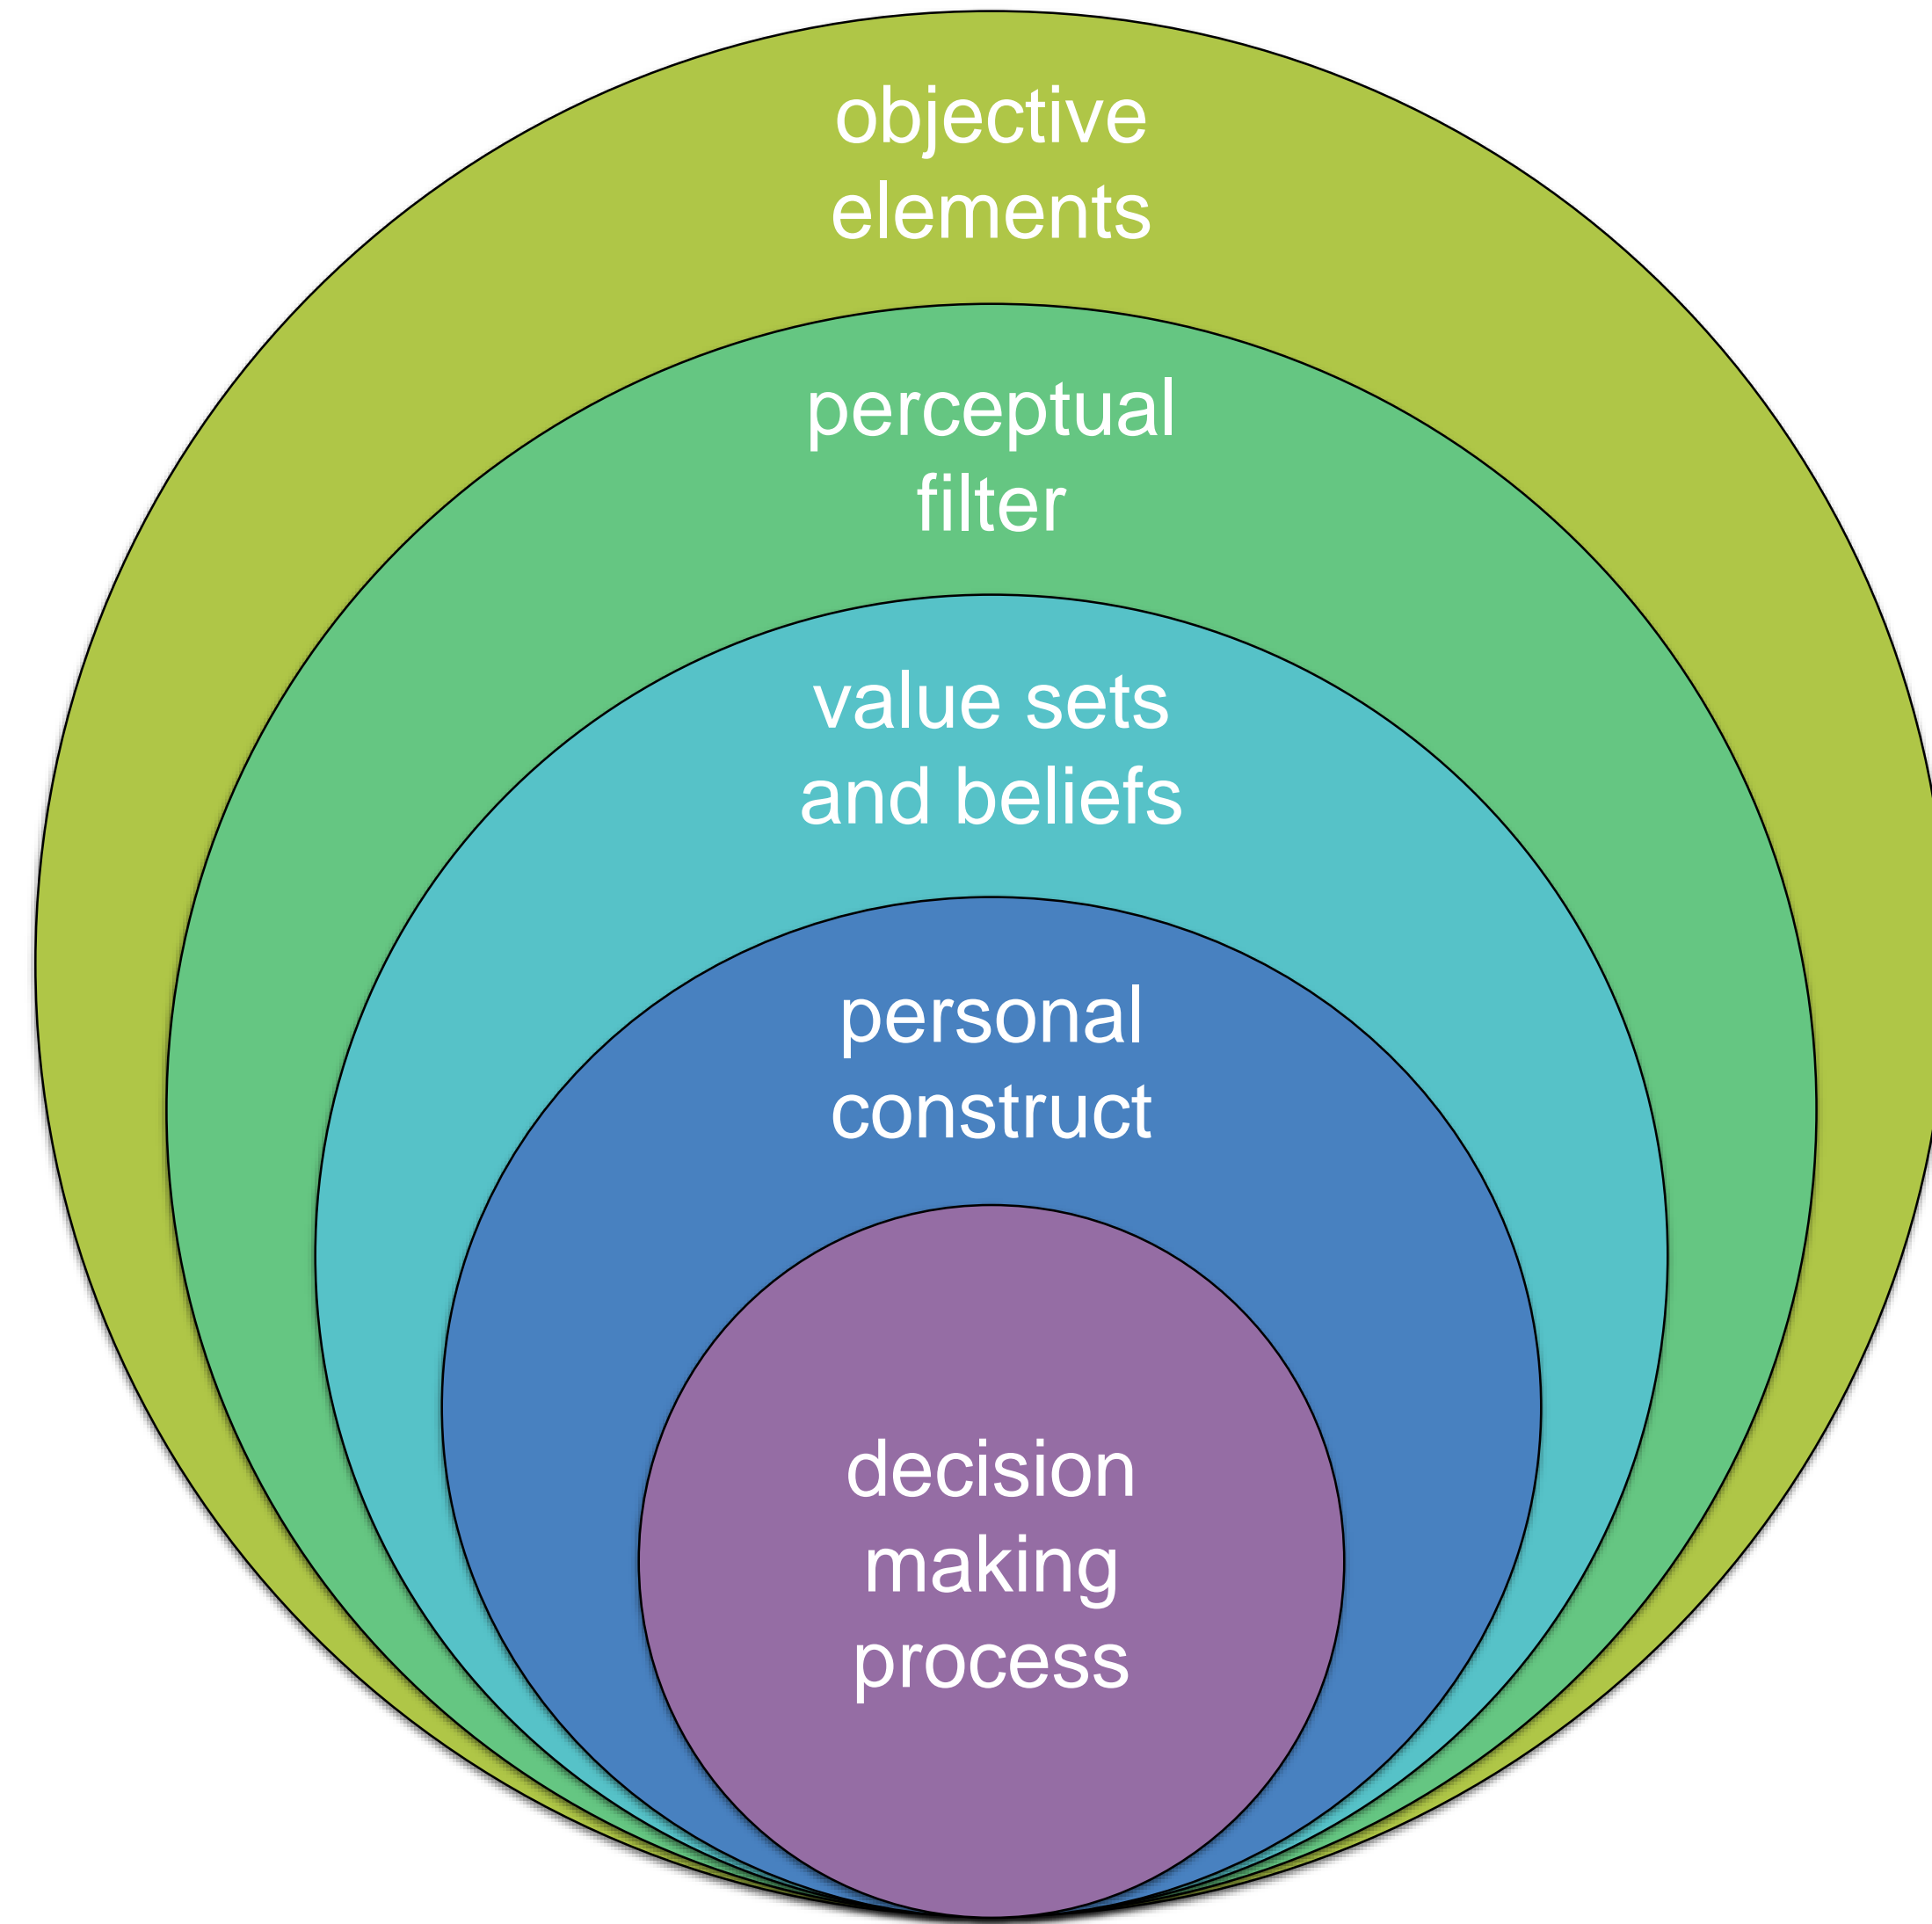 objective
elements
perceptual
filter
value sets
and beliefs
personal
construct
decision
making
process